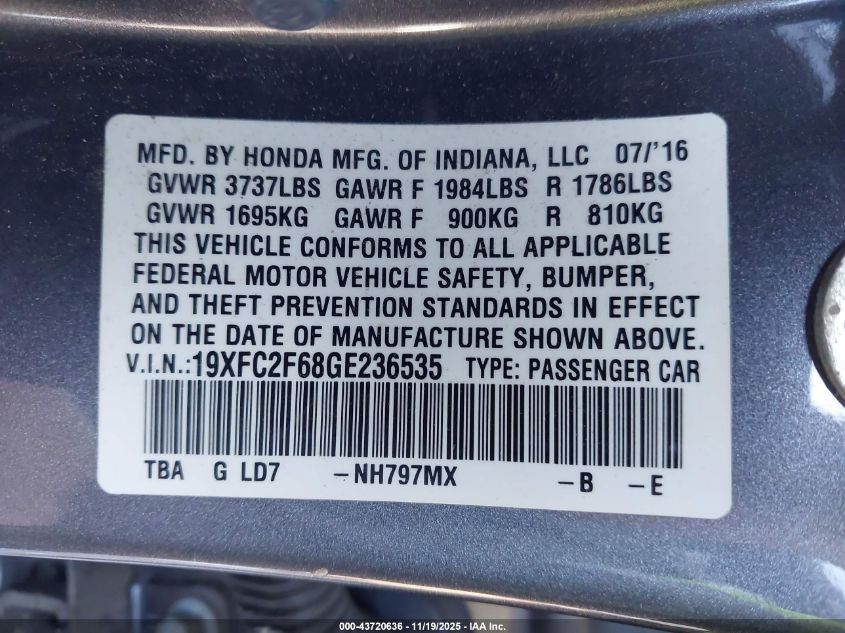 MFD. BY HONDA MFG. OF INDIANA, LLC 07/'16
GVWR 3737LBS GAWR F 1984LBS R 1786LBS
GVWR 1695KG GAWR F 900KG R 810KG
THIS VEHICLE CONFORMS TO ALL APPLICABLE
FEDERAL MOTOR VEHICLE SAFETY, BUMPER,
AND THEFT PREVENTION STANDARDS IN EFFECT
ON THE DATE OF MANUFACTURE SHOWN ABOVE.
V.I.N.:19XFC2F68GE236535 TYPE: PASSENGER CAR
TBA G LD7 –NH797MX –B –E
000-43720636 - 11/19/2025 - IAA Inc.